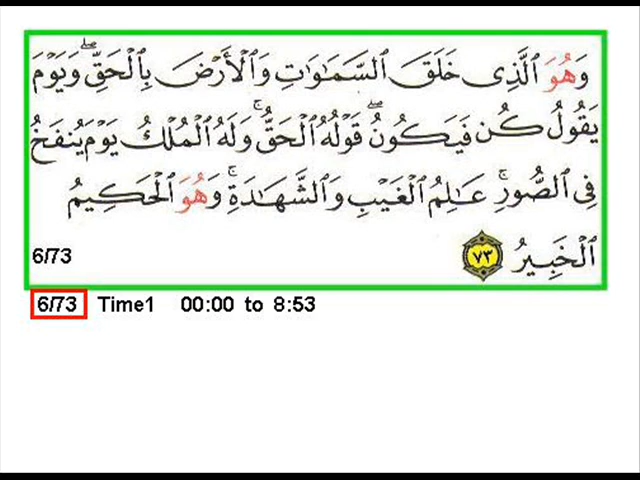 وَهُوَ ٱلَّذِى خَلَقَ ٱلسَّمَٰوَٰتِ وَٱلْأَرْضَ بِٱلْحَقِّ ۖ وَيَوْمَ
يَقُولُ كُن فَيَكُونُ ۖ قَوْلُهُ ٱلْحَقُّ ۚ وَلَهُ ٱلْمُلْكُ يَوْمَ يُنفَخُ
فِى ٱلصُّورِ ۚ عَٰلِمُ ٱلْغَيْبِ وَٱلشَّهَٰدَةِ ۚ وَهُوَ ٱلْحَكِيمُ
ٱلْخَبِيرُ ٧٣
6/73
6/73 Time1 00:00 to 8:53